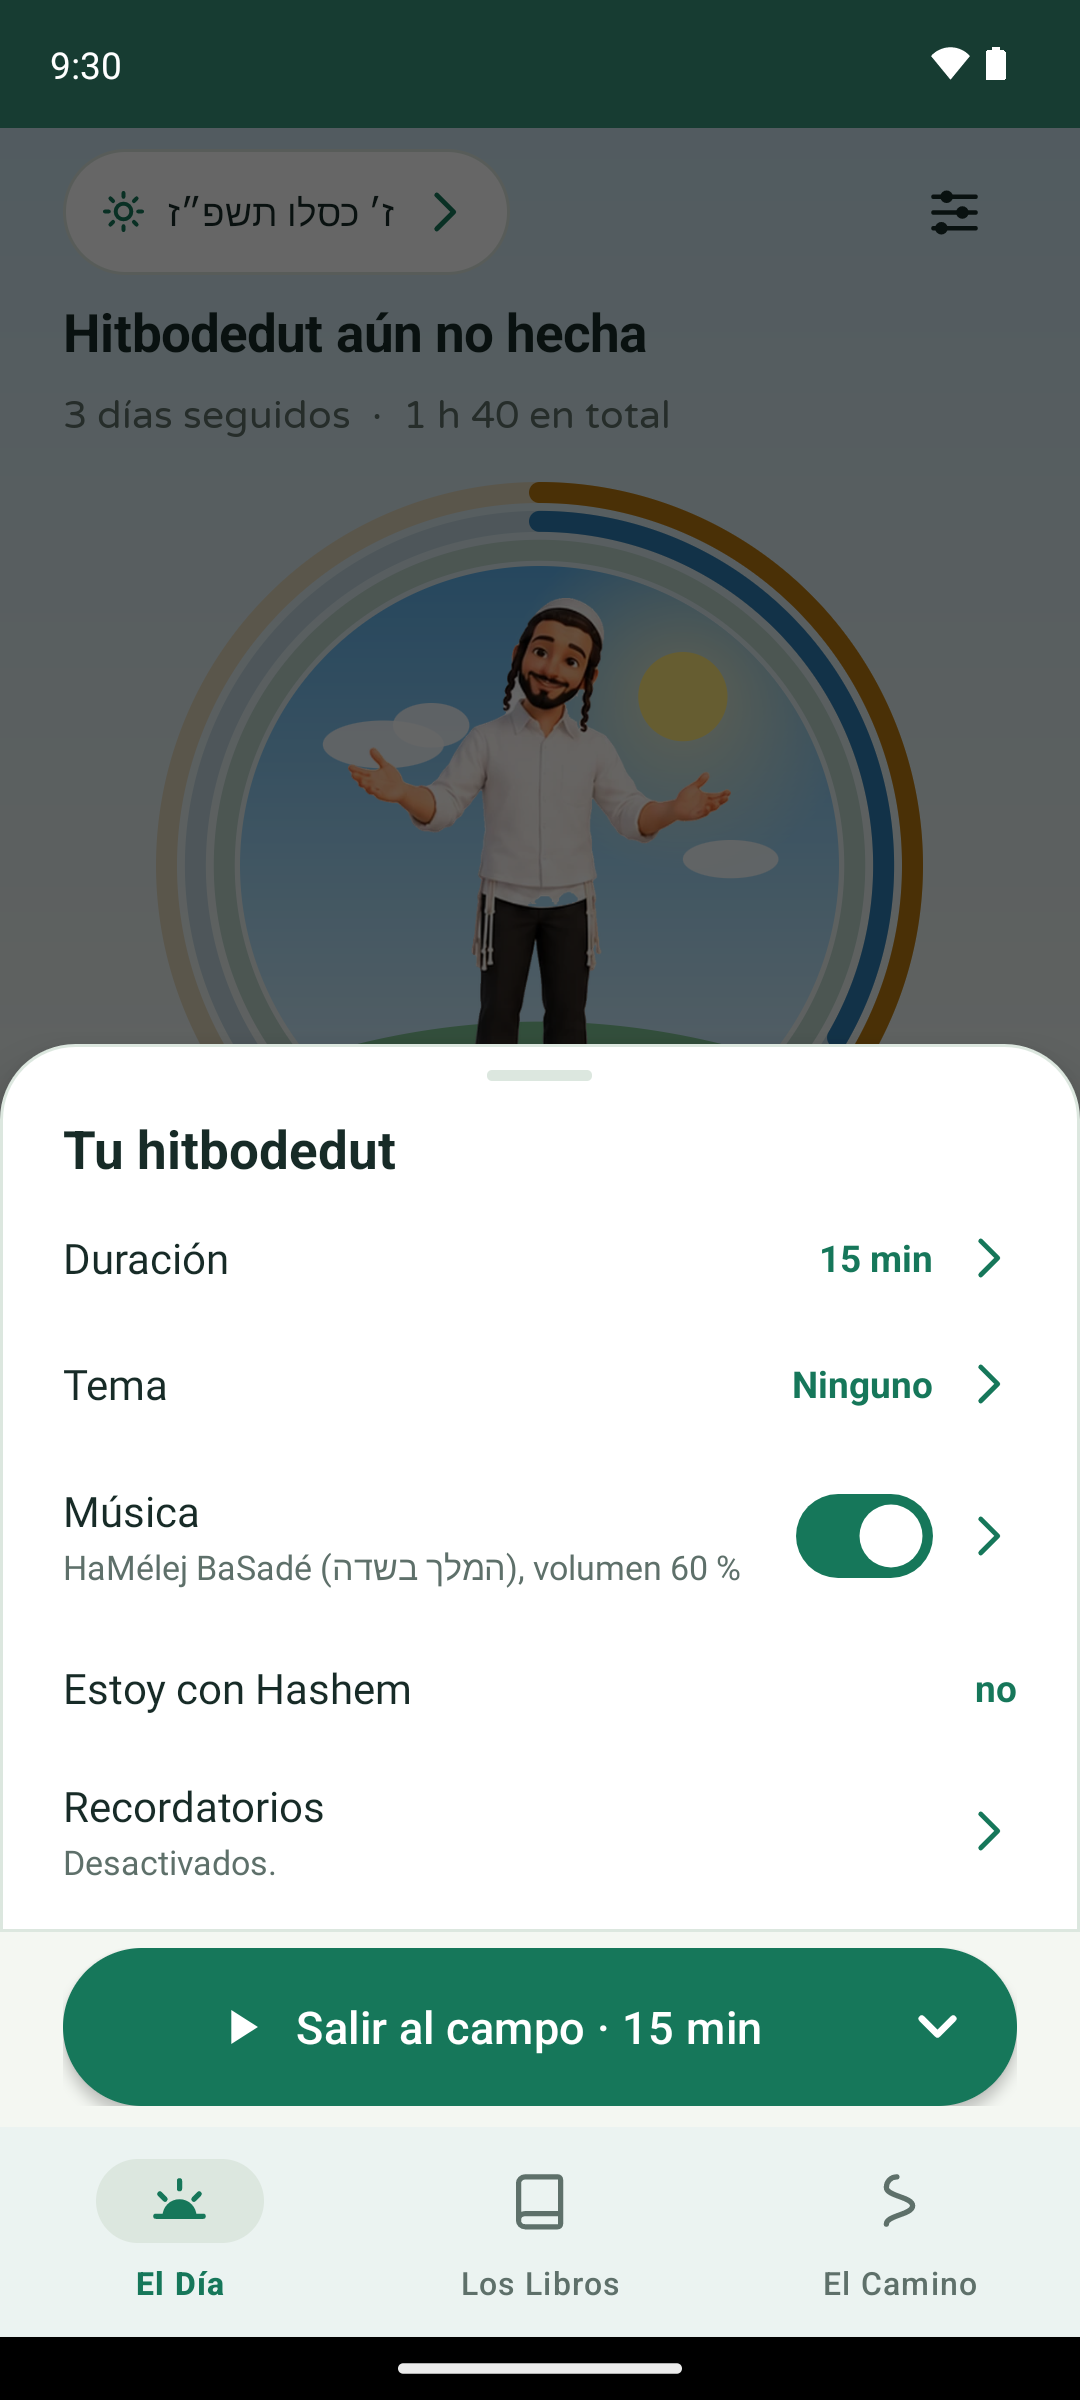 9:30
ז׳ כסלו תשפ״ז
Hitbodedut aún no hecha
3 días seguidos · 1 h 40 en total
Tu hitbodedut
Duración 15 min
Tema Ninguno
Música
HaMélej BaSadé (המלך בשדה), volumen 60 %
Estoy con Hashem no
Recordatorios
Desactivados.
Salir al campo · 15 min
El Día Los Libros El Camino